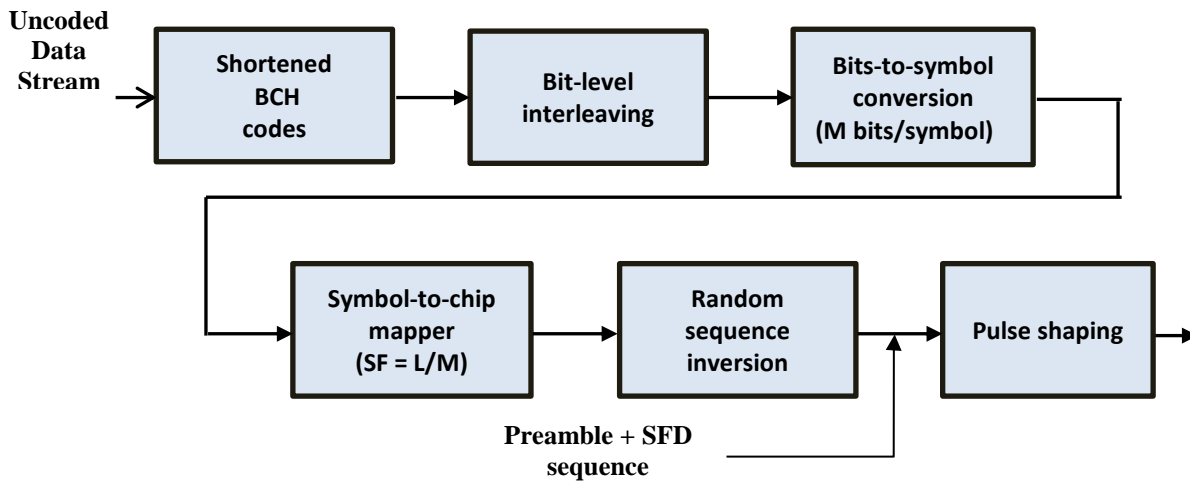 Uncoded
Data
Stream
Shortened
BCH
codes
Bit-level
interleaving
Bits-to-symbol
conversion
(M bits/symbol)
Symbol-to-chip
mapper
(SF = L/M)
Random
sequence
inversion
Pulse shaping
Preamble + SFD
sequence